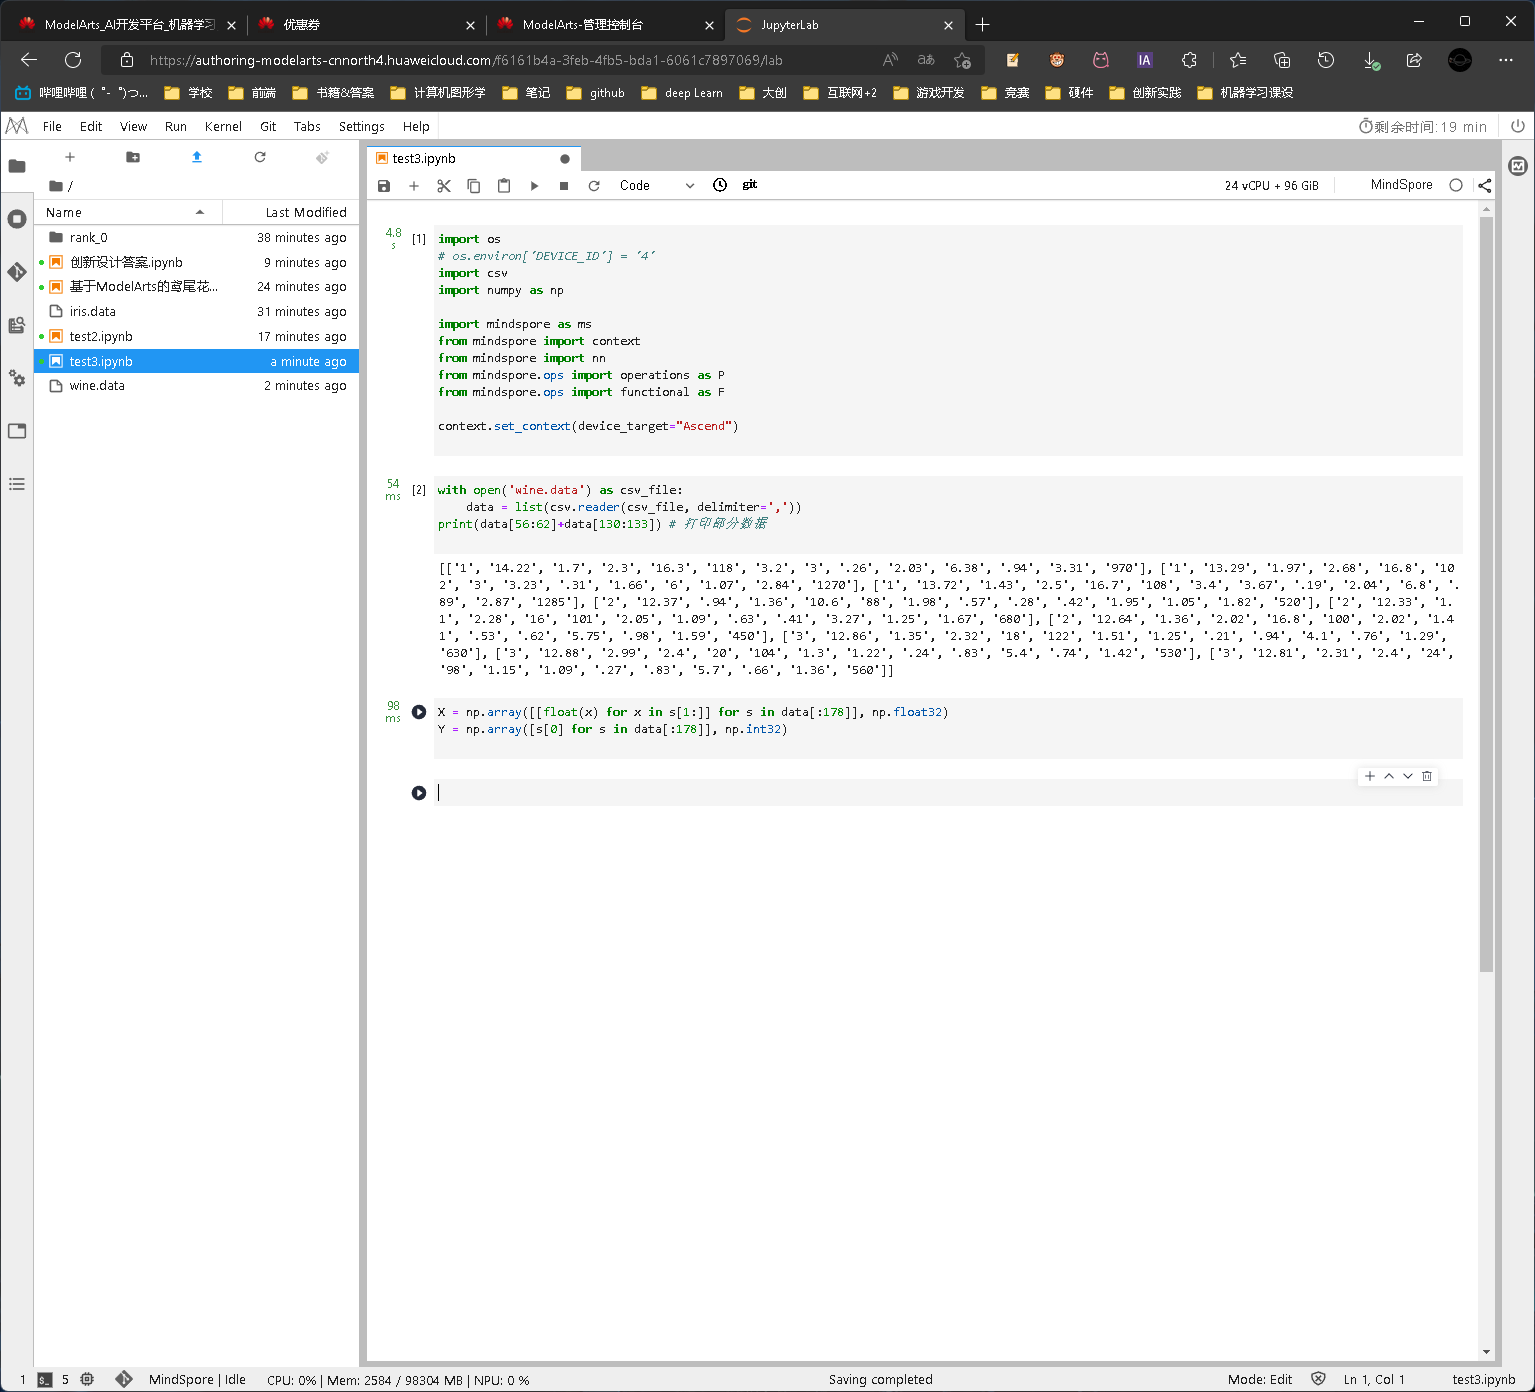 ModelArts_AI开发平台_机器学习
优惠券
ModelArts-管理控制台
JupyterLab
https://authoring-modelarts-cnnorth4.huaweicloud.com/f6161b4a-3feb-4fb5-bda1-6061c7897069/lab
哔哩哔哩 ( ゜- ゜)つ... 学校 前端 书籍&答案 计算机图形学 笔记 github deep Learn 大创 互联网+2 游戏开发 竞赛 硬件 创新实践 机器学习课设
File Edit View Run Kernel Git Tabs Settings Help
剩余时间: 19 min
/
Name Last Modified
rank_0 38 minutes ago
创新设计答案.ipynb 9 minutes ago
基于ModelArts的鸢尾花... 24 minutes ago
iris.data 31 minutes ago
test2.ipynb 17 minutes ago
test3.ipynb a minute ago
wine.data 2 minutes ago
test3.ipynb
Code git 24 vCPU + 96 GiB MindSpore
4.8 s
[1] import os
# os.environ['DEVICE_ID'] = '4'
import csv
import numpy as np
import mindspore as ms
from mindspore import context
from mindspore import nn
from mindspore.ops import operations as P
from mindspore.ops import functional as F
context.set_context(device_target="Ascend")
54 ms
[2] with open('wine.data') as csv_file:
data = list(csv.reader(csv_file, delimiter=','))
print(data[56:62]+data[130:133]) # 打印部分数据
[['1', '14.22', '1.7', '2.3', '16.3', '118', '3.2', '3', '.26', '2.03', '6.38', '.94', '3.31', '970'], ['1', '13.29', '1.97', '2.68', '16.8', '10
2', '3', '3.23', '.31', '1.66', '6', '1.07', '2.84', '1270'], ['1', '13.72', '1.43', '2.5', '16.7', '108', '3.4', '3.67', '.19', '2.04', '6.8', '.
89', '2.87', '1285'], ['2', '12.37', '.94', '1.36', '10.6', '88', '1.98', '.57', '.28', '.42', '1.95', '1.05', '1.82', '520'], ['2', '12.33', '1.
1', '2.28', '16', '101', '2.05', '1.09', '.63', '.41', '3.27', '1.25', '1.67', '680'], ['2', '12.64', '1.36', '2.02', '16.8', '100', '2.02', '1.4
1', '.53', '.62', '5.75', '.98', '1.59', '450'], ['3', '12.86', '1.35', '2.32', '18', '122', '1.51', '1.25', '.21', '.94', '4.1', '.76', '1.29',
'630'], ['3', '12.88', '2.99', '2.4', '20', '104', '1.3', '1.22', '.24', '.83', '5.4', '.74', '1.42', '530'], ['3', '12.81', '2.31', '2.4', '24',
'98', '1.15', '1.09', '.27', '.83', '5.7', '.66', '1.36', '560']]
98 ms
X = np.array([[float(x) for x in s[1:]] for s in data[:178]], np.float32)
Y = np.array([s[0] for s in data[:178]], np.int32)
1 5 MindSpore | Idle CPU: 0% | Mem: 2584 / 98304 MB | NPU: 0 % Saving completed Mode: Edit Ln 1, Col 1 test3.ipynb